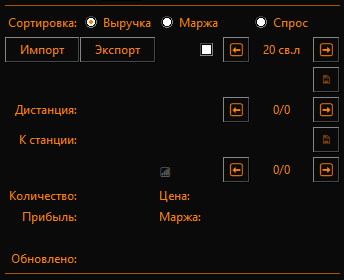 Сортировка: Выручка Маржа Спрос
Импорт Экспорт 20 св.л
Дистанция: 0/0
К станции:
0/0
Количество: Цена:
Прибыль: Маржа:
Обновлено: